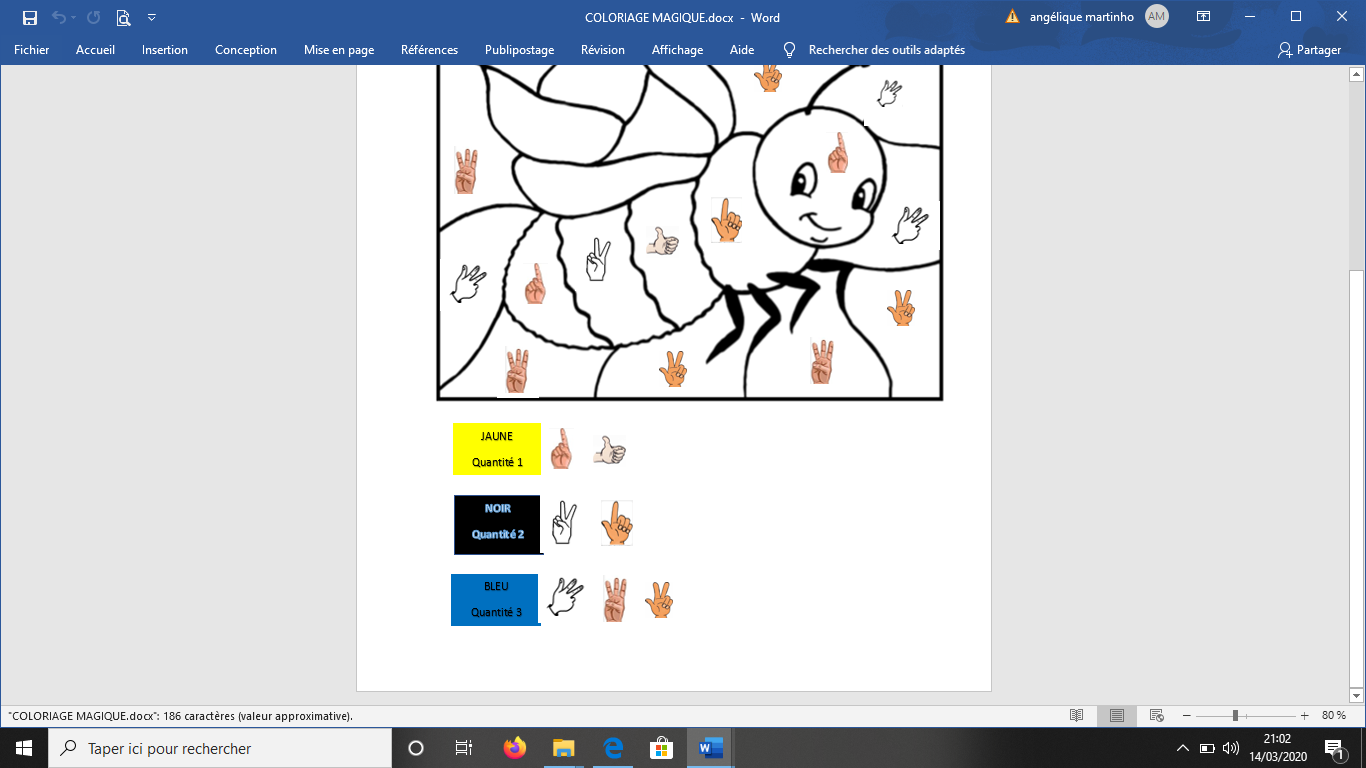 COLORIAGE MAGIQUE.docx - Word
angélique martinho
AM
Fichier Accueil Insertion Conception Mise en page Références Publipostage Révision Affichage Aide Rechercher des outils adaptés Partager
JAUNE
Quantité 1
NOIR
Quantité 2
BLEU
Quantité 3
"COLORIAGE MAGIQUE.docx": 186 caractères (valeur approximative).
80 %
Taper ici pour rechercher
21:02
14/03/2020
1